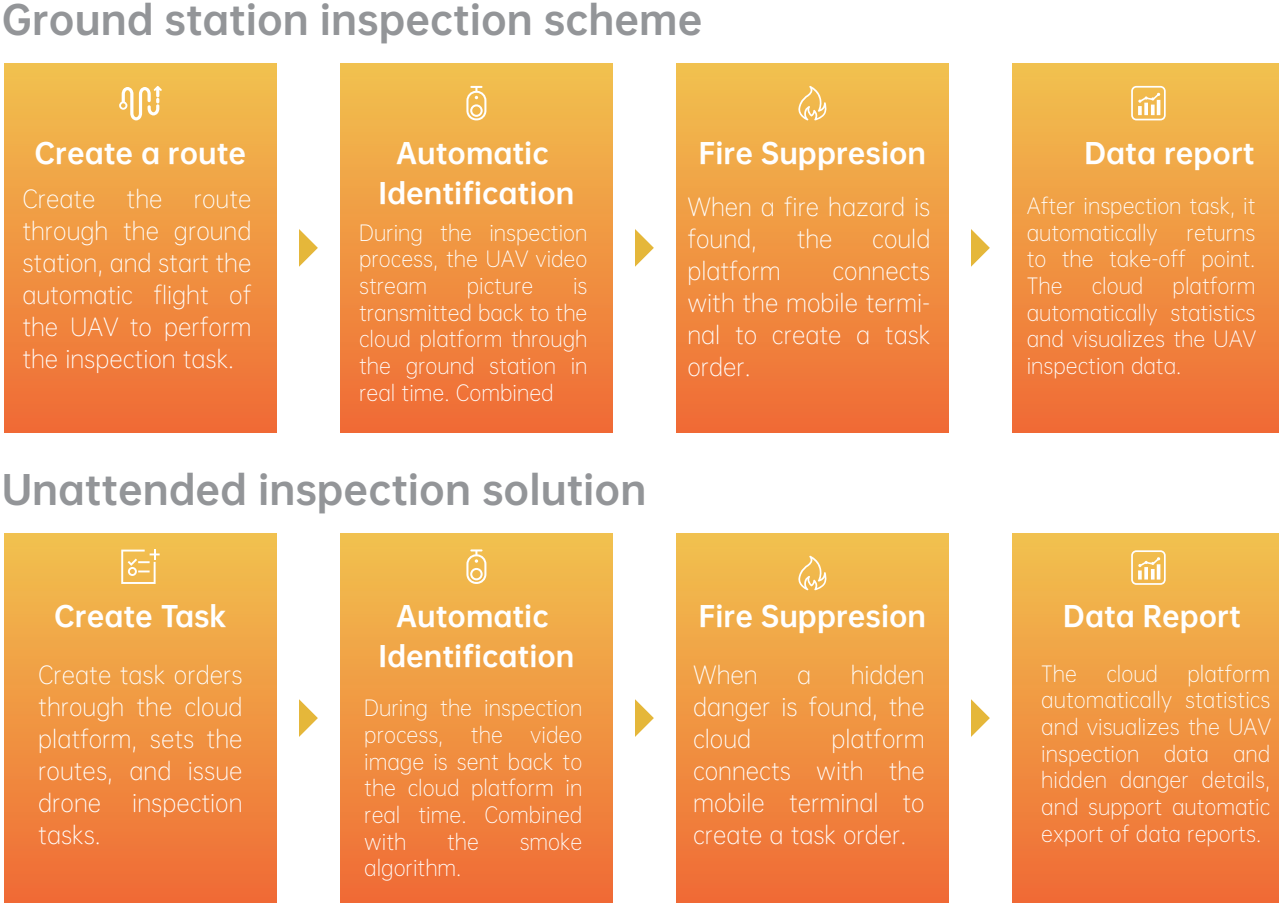 Ground station inspection scheme
Create a route
Create the route
through the ground
station, and start the
automatic flight of
the UAV to perform
the inspection task.
Automatic
Identification
During the inspection
process, the UAV video
stream picture is
transmitted back to the
cloud platform through
the ground station in
real time. Combined
Fire Suppresion
When a fire hazard is
found, the could
platform connects
with the mobile termi-
nal to create a task
order.
Data report
After inspection task, it
automatically returns
to the take-off point.
The cloud platform
automatically statistics
and visualizes the UAV
inspection data.
Unattended inspection solution
Create Task
Create task orders
through the cloud
platform, sets the
routes, and issue
drone inspection
tasks.
Automatic
Identification
During the inspection
process, the video
image is sent back to
the cloud platform in
real time. Combined
with the smoke
algorithm.
Fire Suppresion
When a hidden
danger is found, the
cloud platform
connects with the
mobile terminal to
create a task order.
Data Report
The cloud platform
automatically statistics
and visualizes the UAV
inspection data and
hidden danger details,
and support automatic
export of data reports.